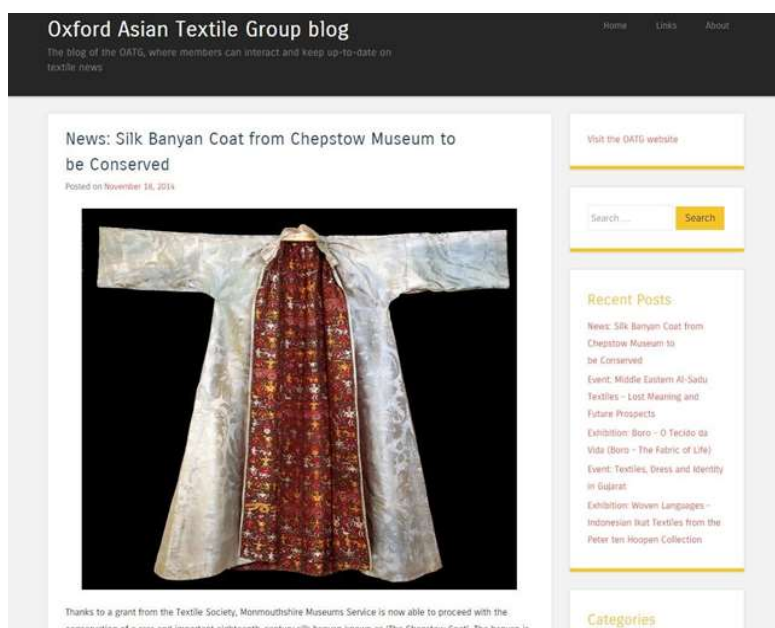 Oxford Asian Textile Group blog
Home Links About
The blog of the OATG, where members can interact and keep up-to-date on
textile news
News: Silk Banyan Coat from Chepstow Museum to
be Conserved
Posted on November 18, 2014
Thanks to a grant from the Textile Society, Monmouthshire Museums Service is now able to proceed with the
Visit the OATG website
Search …
Search
Recent Posts
News: Silk Banyan Coat from
Chepstow Museum to
be Conserved
Event: Middle Eastern Al-Sadu
Textiles – Lost Meaning and
Future Prospects
Exhibition: Boro – O Tecido da
Vida (Boro – The Fabric of Life)
Event: Textiles, Dress and Identity
in Gujarat
Exhibition: Woven Languages –
Indonesian Ikat Textiles from the
Peter ten Hoopen Collection
Categories